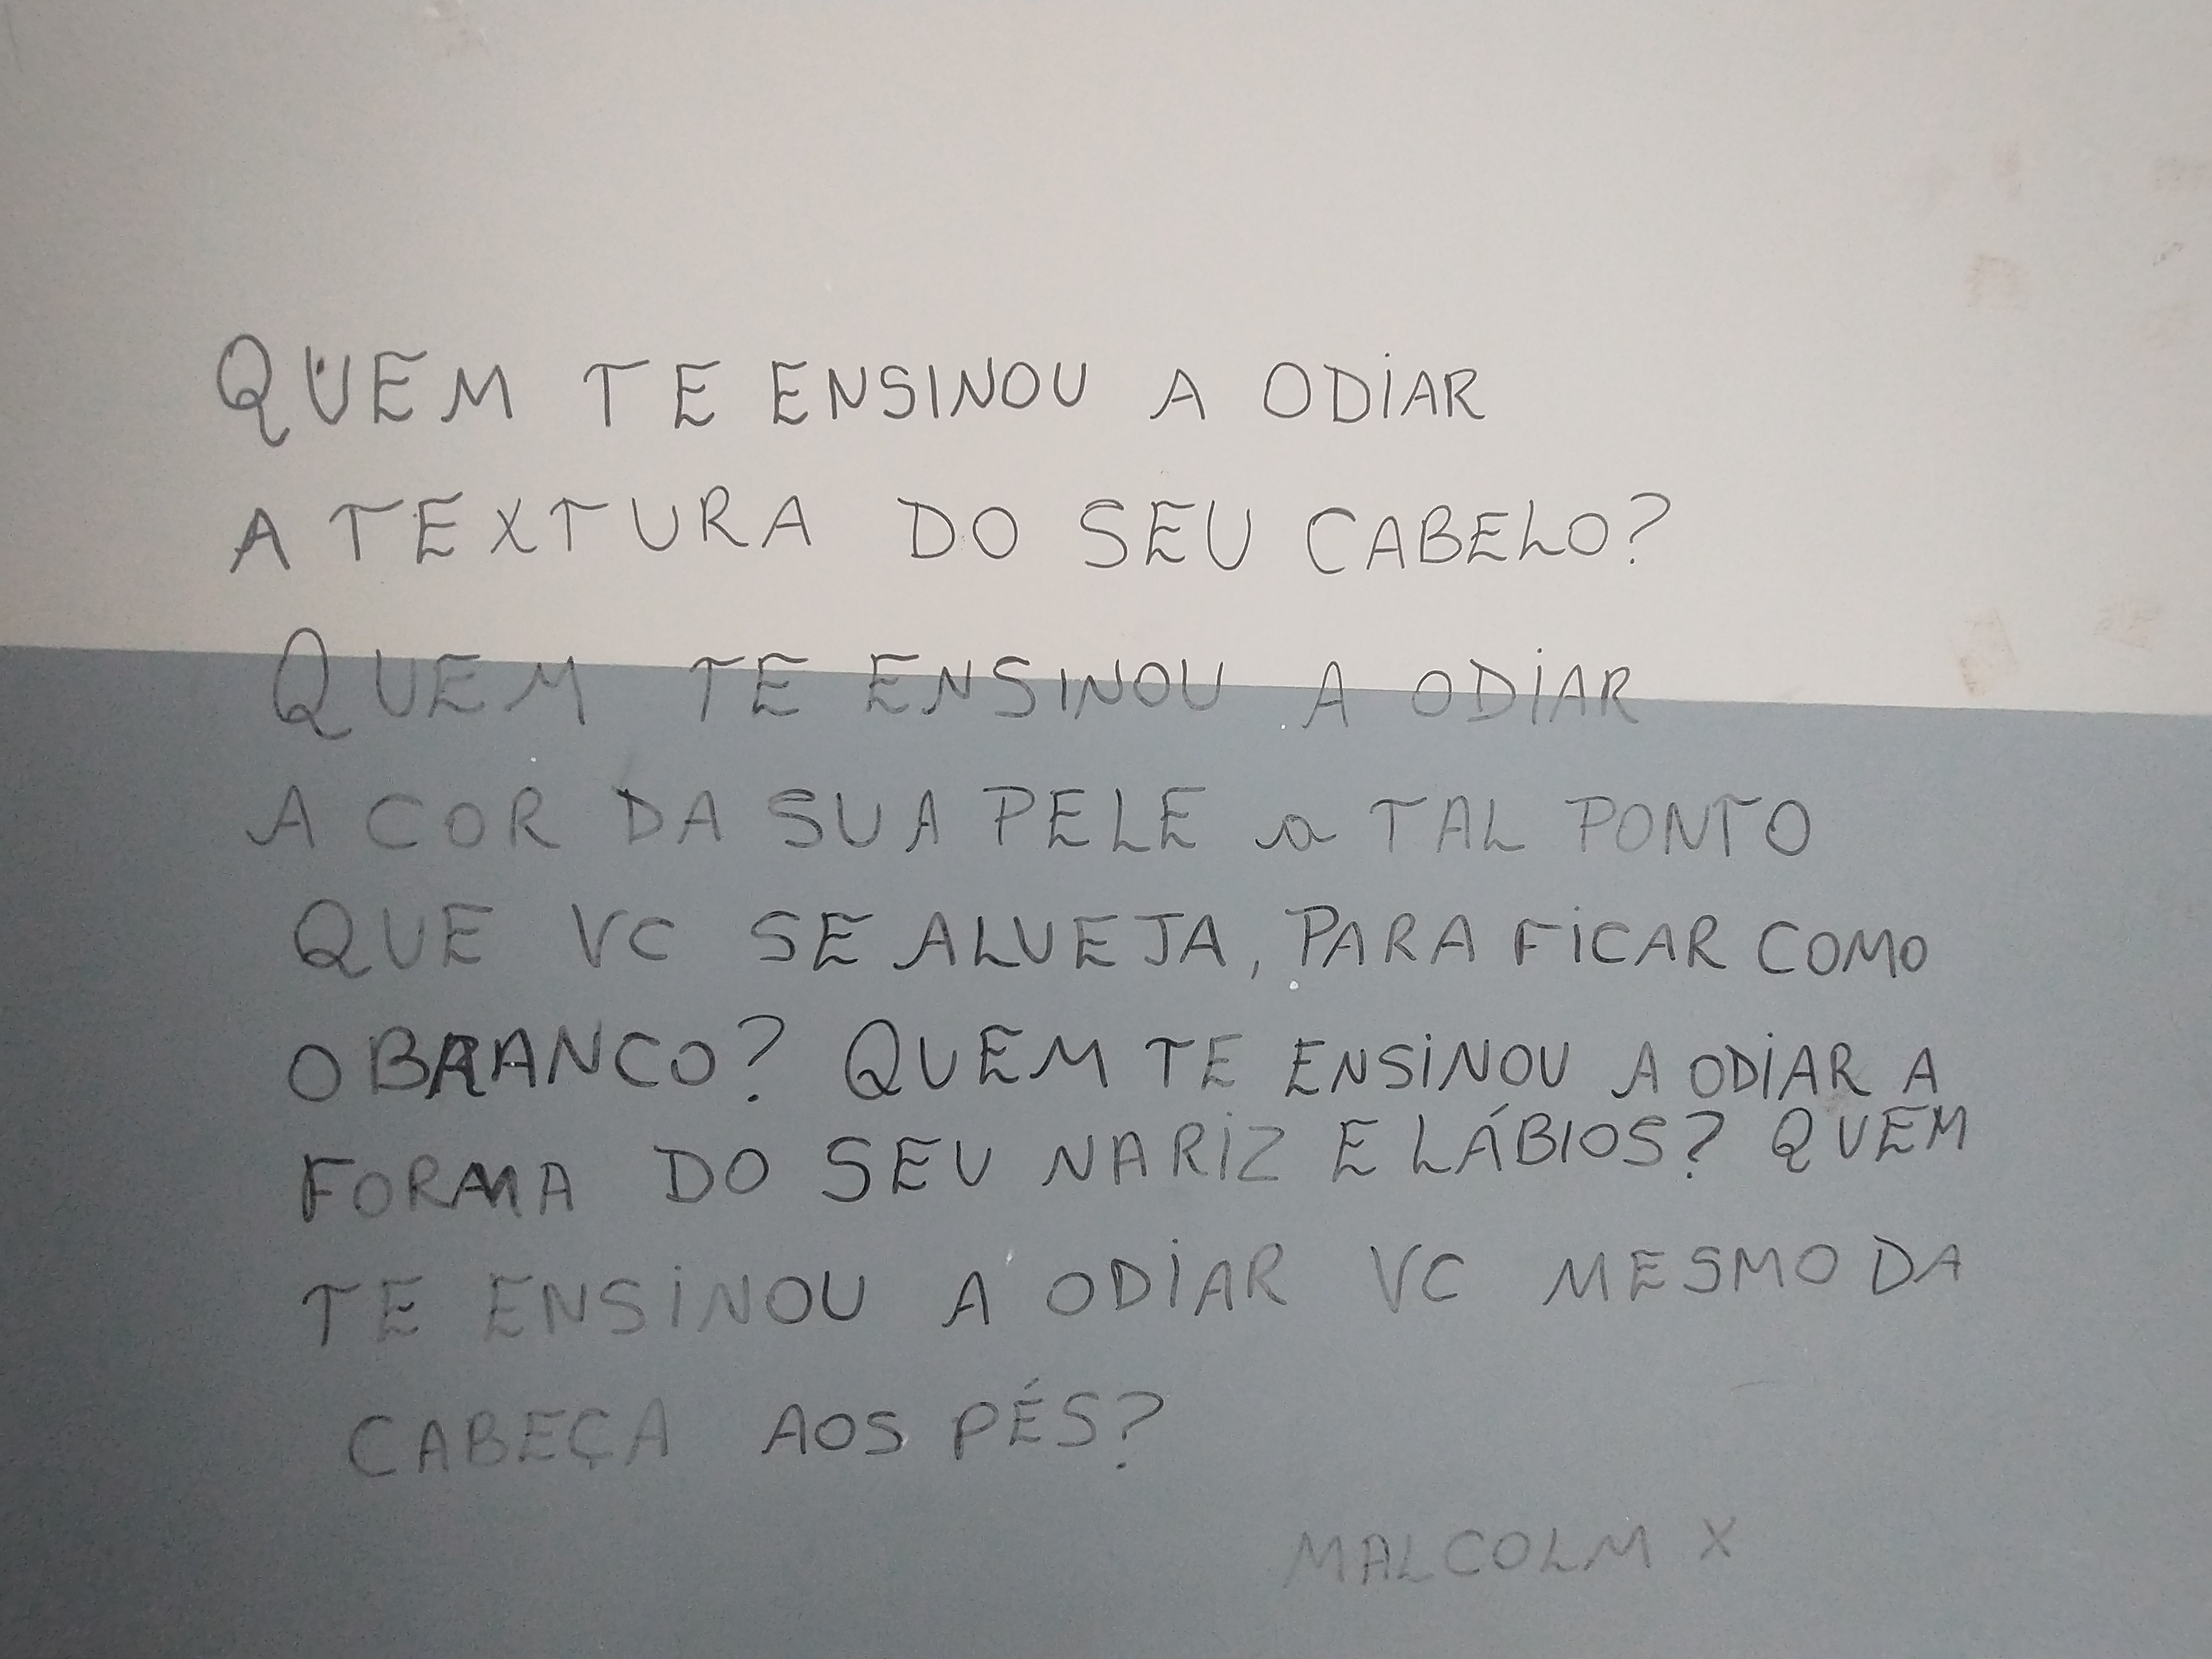 QUEM TE ENSINOU A ODIAR
A TEXTURA DO SEU CABELO?
QUEM TE ENSINOU A ODIAR
A COR DA SUA PELE a TAL PONTO
QUE VC SE ALVEJA, PARA FICAR COMO
O BRANCO? QUEM TE ENSINOU A ODIAR A
FORMA DO SEU NARIZ E LÁBIOS? QUEM
TE ENSINOU A ODIAR VC MESMO DA
CABEÇA AOS PÉS?
MALCOLM X